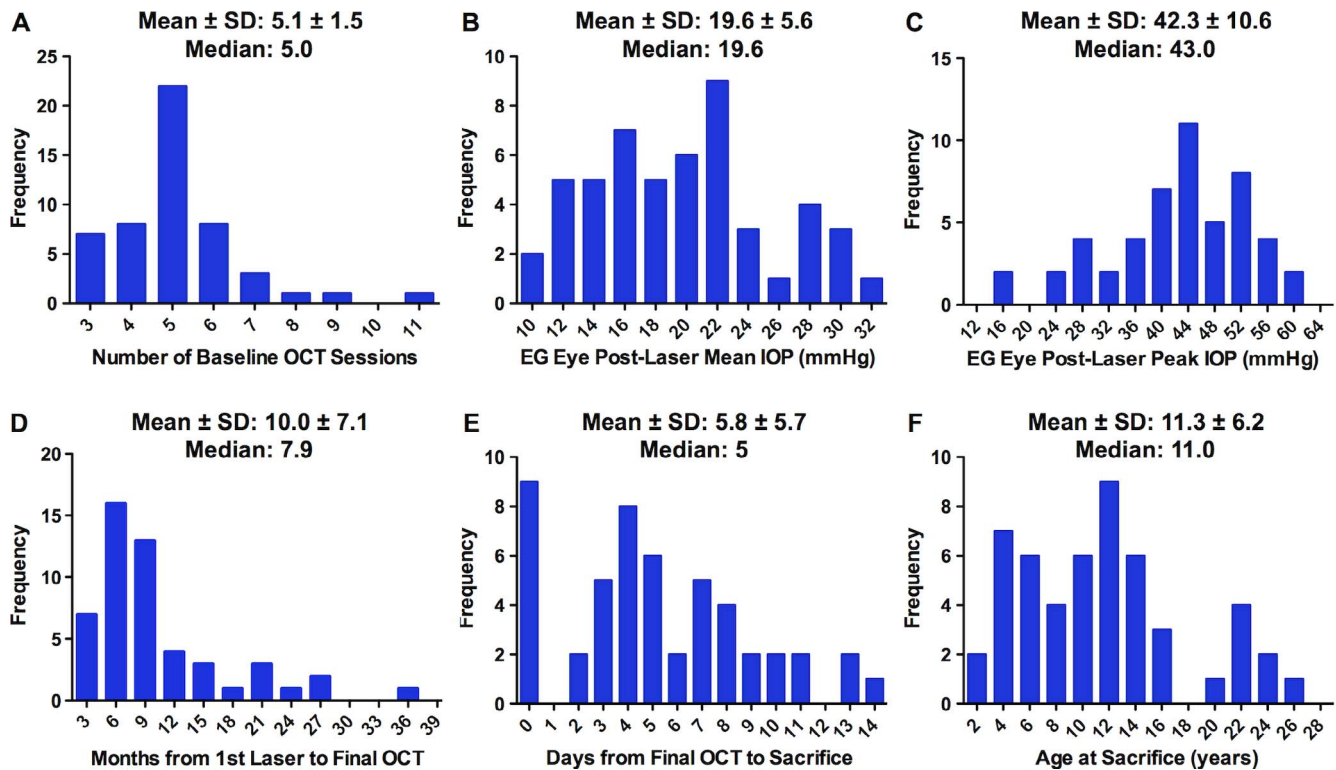 A
Mean ± SD: 5.1 ± 1.5
Median: 5.0
25
20
15
10
5
0
Frequency
3 4 5 6 7 8 9 10 11
Number of Baseline OCT Sessions
B
Mean ± SD: 19.6 ± 5.6
Median: 19.6
10
8
6
4
2
0
Frequency
10 12 14 16 18 20 22 24 26 28 30 32
EG Eye Post-Laser Mean IOP (mmHg)
C
Mean ± SD: 42.3 ± 10.6
Median: 43.0
15
10
5
0
Frequency
12 16 20 24 28 32 36 40 44 48 52 56 60 64
EG Eye Post-Laser Peak IOP (mmHg)
D
Mean ± SD: 10.0 ± 7.1
Median: 7.9
20
15
10
5
0
Frequency
3 6 9 12 15 18 21 24 27 30 33 36 39
Months from 1st Laser to Final OCT
E
Mean ± SD: 5.8 ± 5.7
Median: 5
10
8
6
4
2
0
Frequency
0 1 2 3 4 5 6 7 8 9 10 11 12 13 14
Days from Final OCT to Sacrifice
F
Mean ± SD: 11.3 ± 6.2
Median: 11.0
10
8
6
4
2
0
Frequency
2 4 6 8 10 12 14 16 18 20 22 24 26 28
Age at Sacrifice (years)